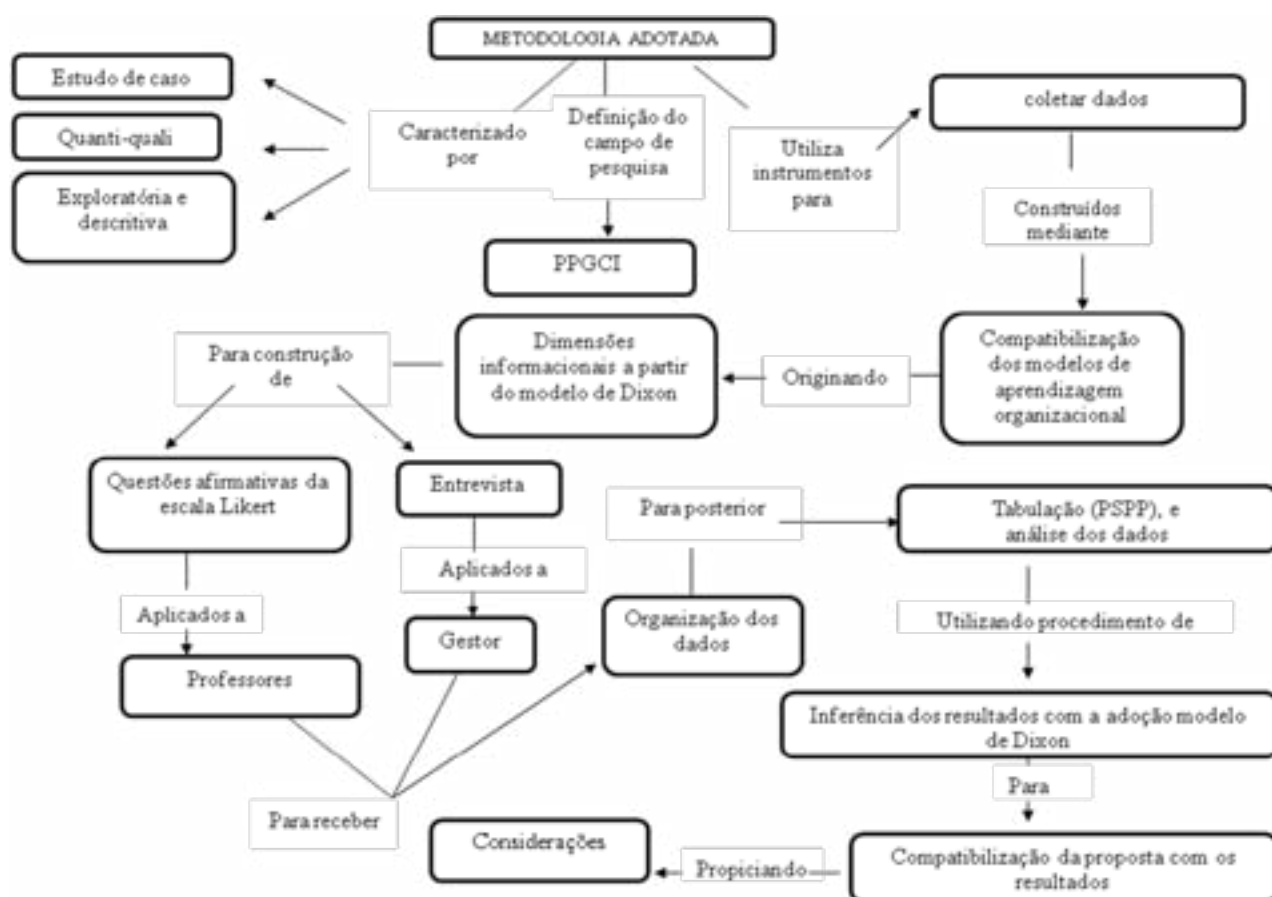 METODOLOGIA ADOTADA
Estudo de caso
Quanti-quali
Exploratória e
descritiva
Caracterizado
por
Definição do
campo de
pesquisa
Utiliza
instrumentos
para
coletar dados
Construídos
mediante
PPGCI
Compatibilização
dos modelos de
aprendizagem
organizacional
Originando
Dimensões
informacionais a partir
do modelo de Dixon
Para construção
de
Questões afirmativas da
escala Likert
Entrevista
Aplicados a
Professores
Aplicados a
Gestor
Para receber
Organização dos
dados
Para posterior
Tabulação (PSPP), e
análise dos dados
Utilizando procedimento de
Inferência dos resultados com a adoção modelo
de Dixon
Para
Compatibilização da proposta com os
resultados
Propiciando
Considerações